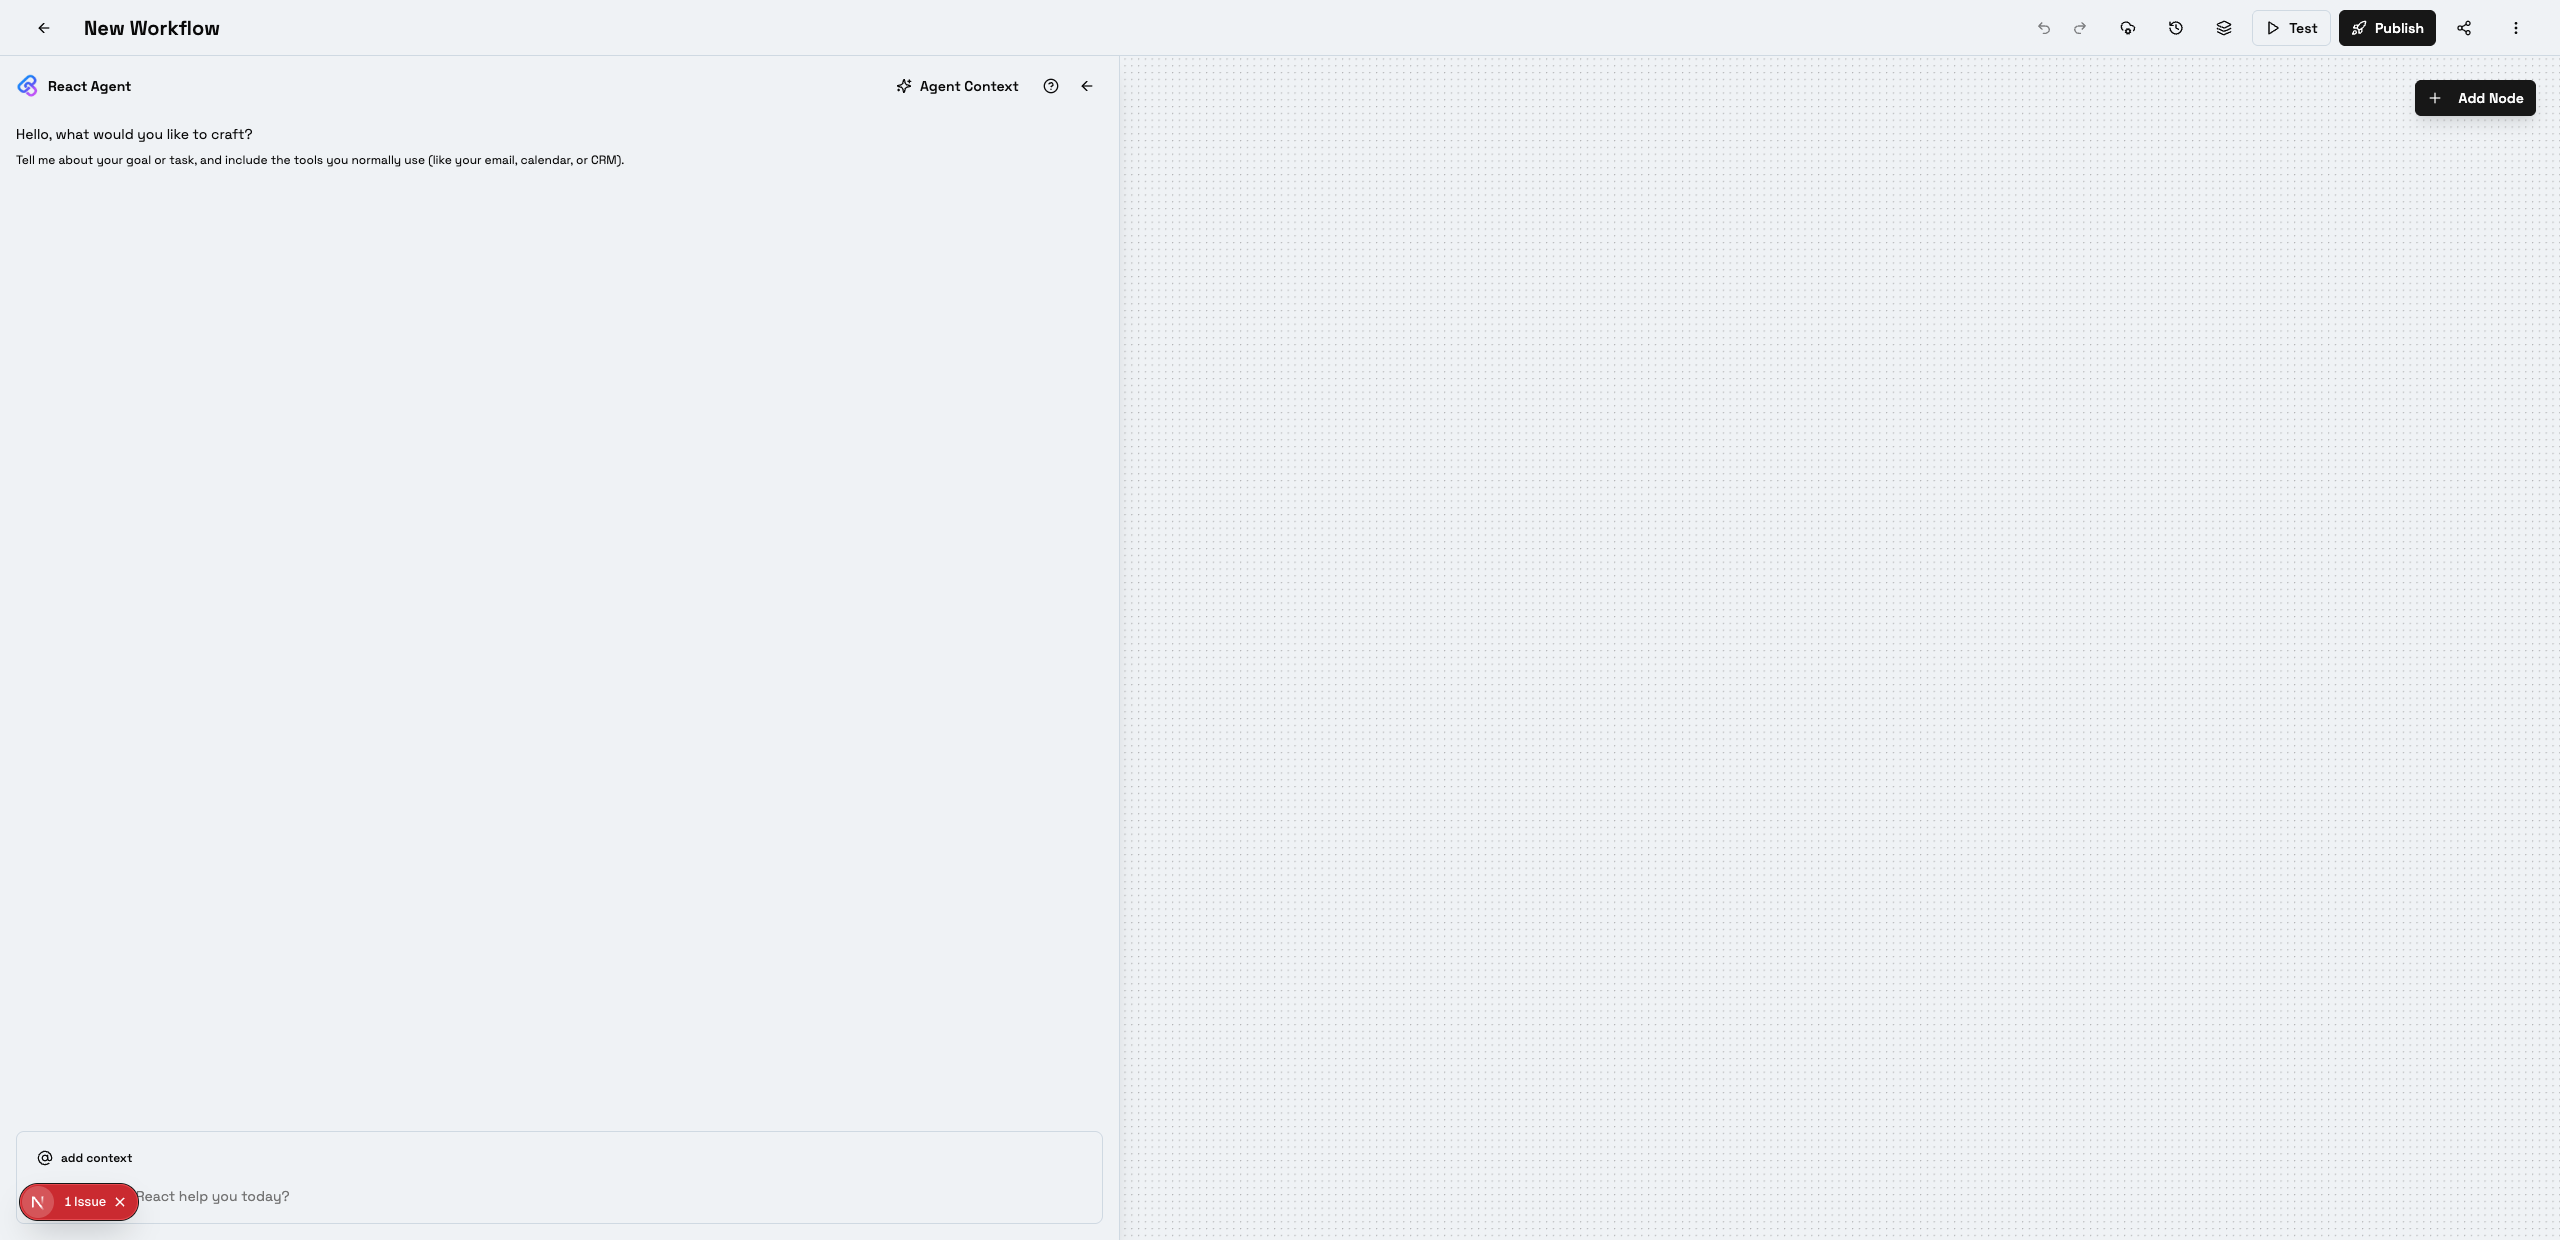 New Workflow
Test
Publish
React Agent
Agent Context
Add Node
Hello, what would you like to craft?
Tell me about your goal or task, and include the tools you normally use (like your email, calendar, or CRM).
@ add context
React help you today?
N 1 Issue